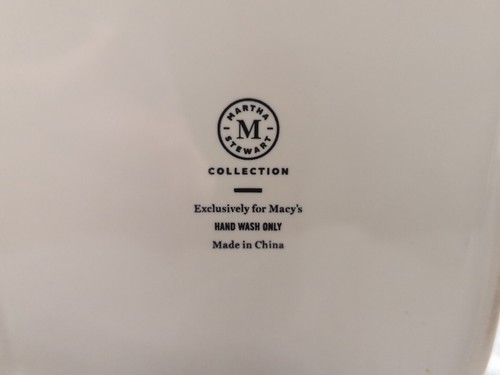 MARTHA
M
STEWART
COLLECTION
Exclusively for Macy's
HAND WASH ONLY
Made in China